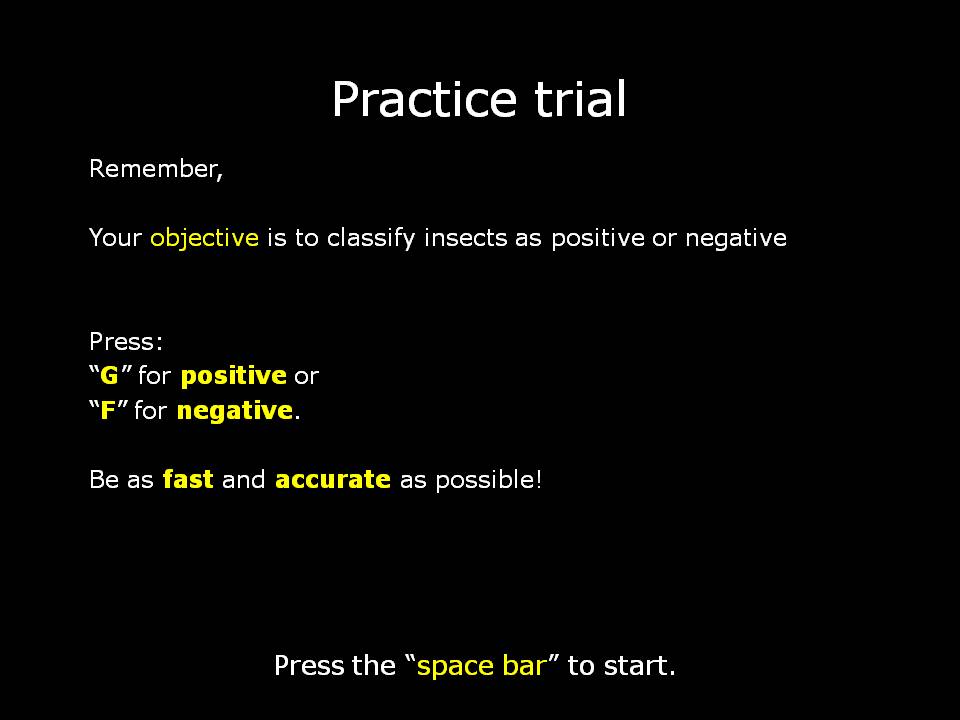 Practice trial
Remember,
Your objective is to classify insects as positive or negative
Press:
“G” for positive or
“F” for negative.
Be as fast and accurate as possible!
Press the “space bar” to start.